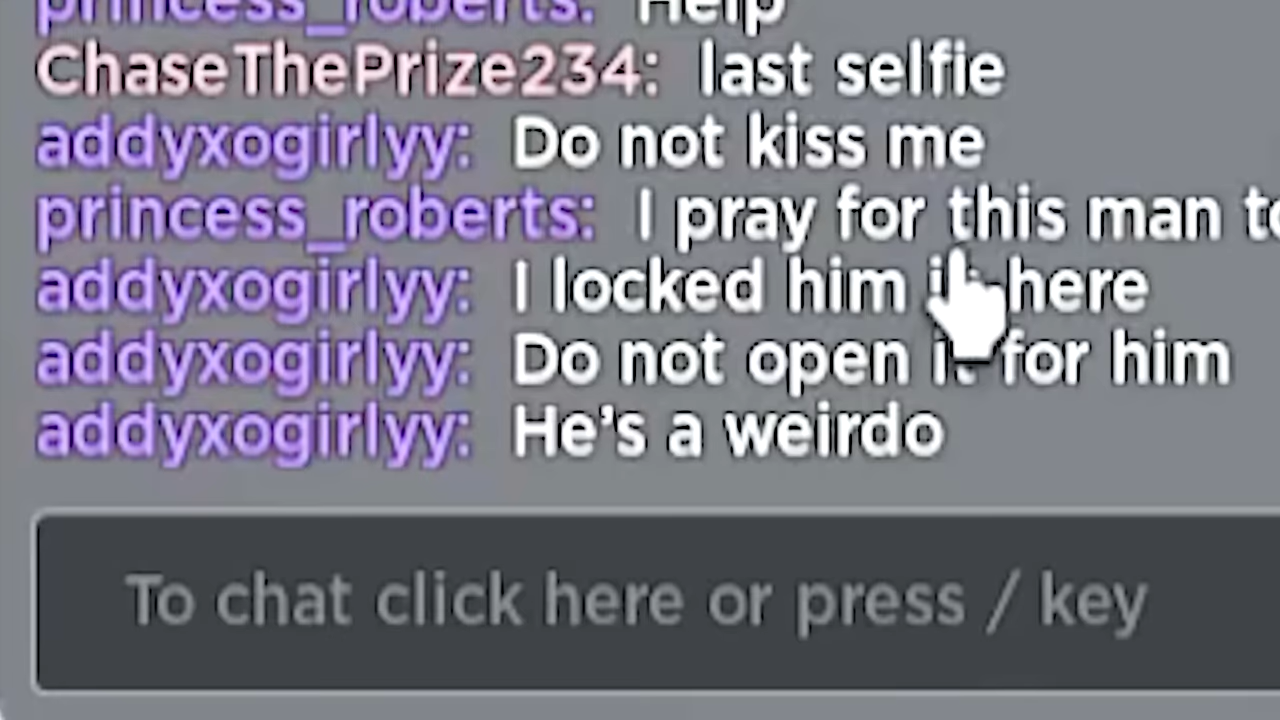 princess_roberts: Help
ChaseThePrize234: last selfie
addyxogirlyy: Do not kiss me
princess_roberts: I pray for this man
addyxogirlyy: I locked him here
addyxogirlyy: Do not open for him
addyxogirlyy: He's a weirdo
To chat click here or press / key